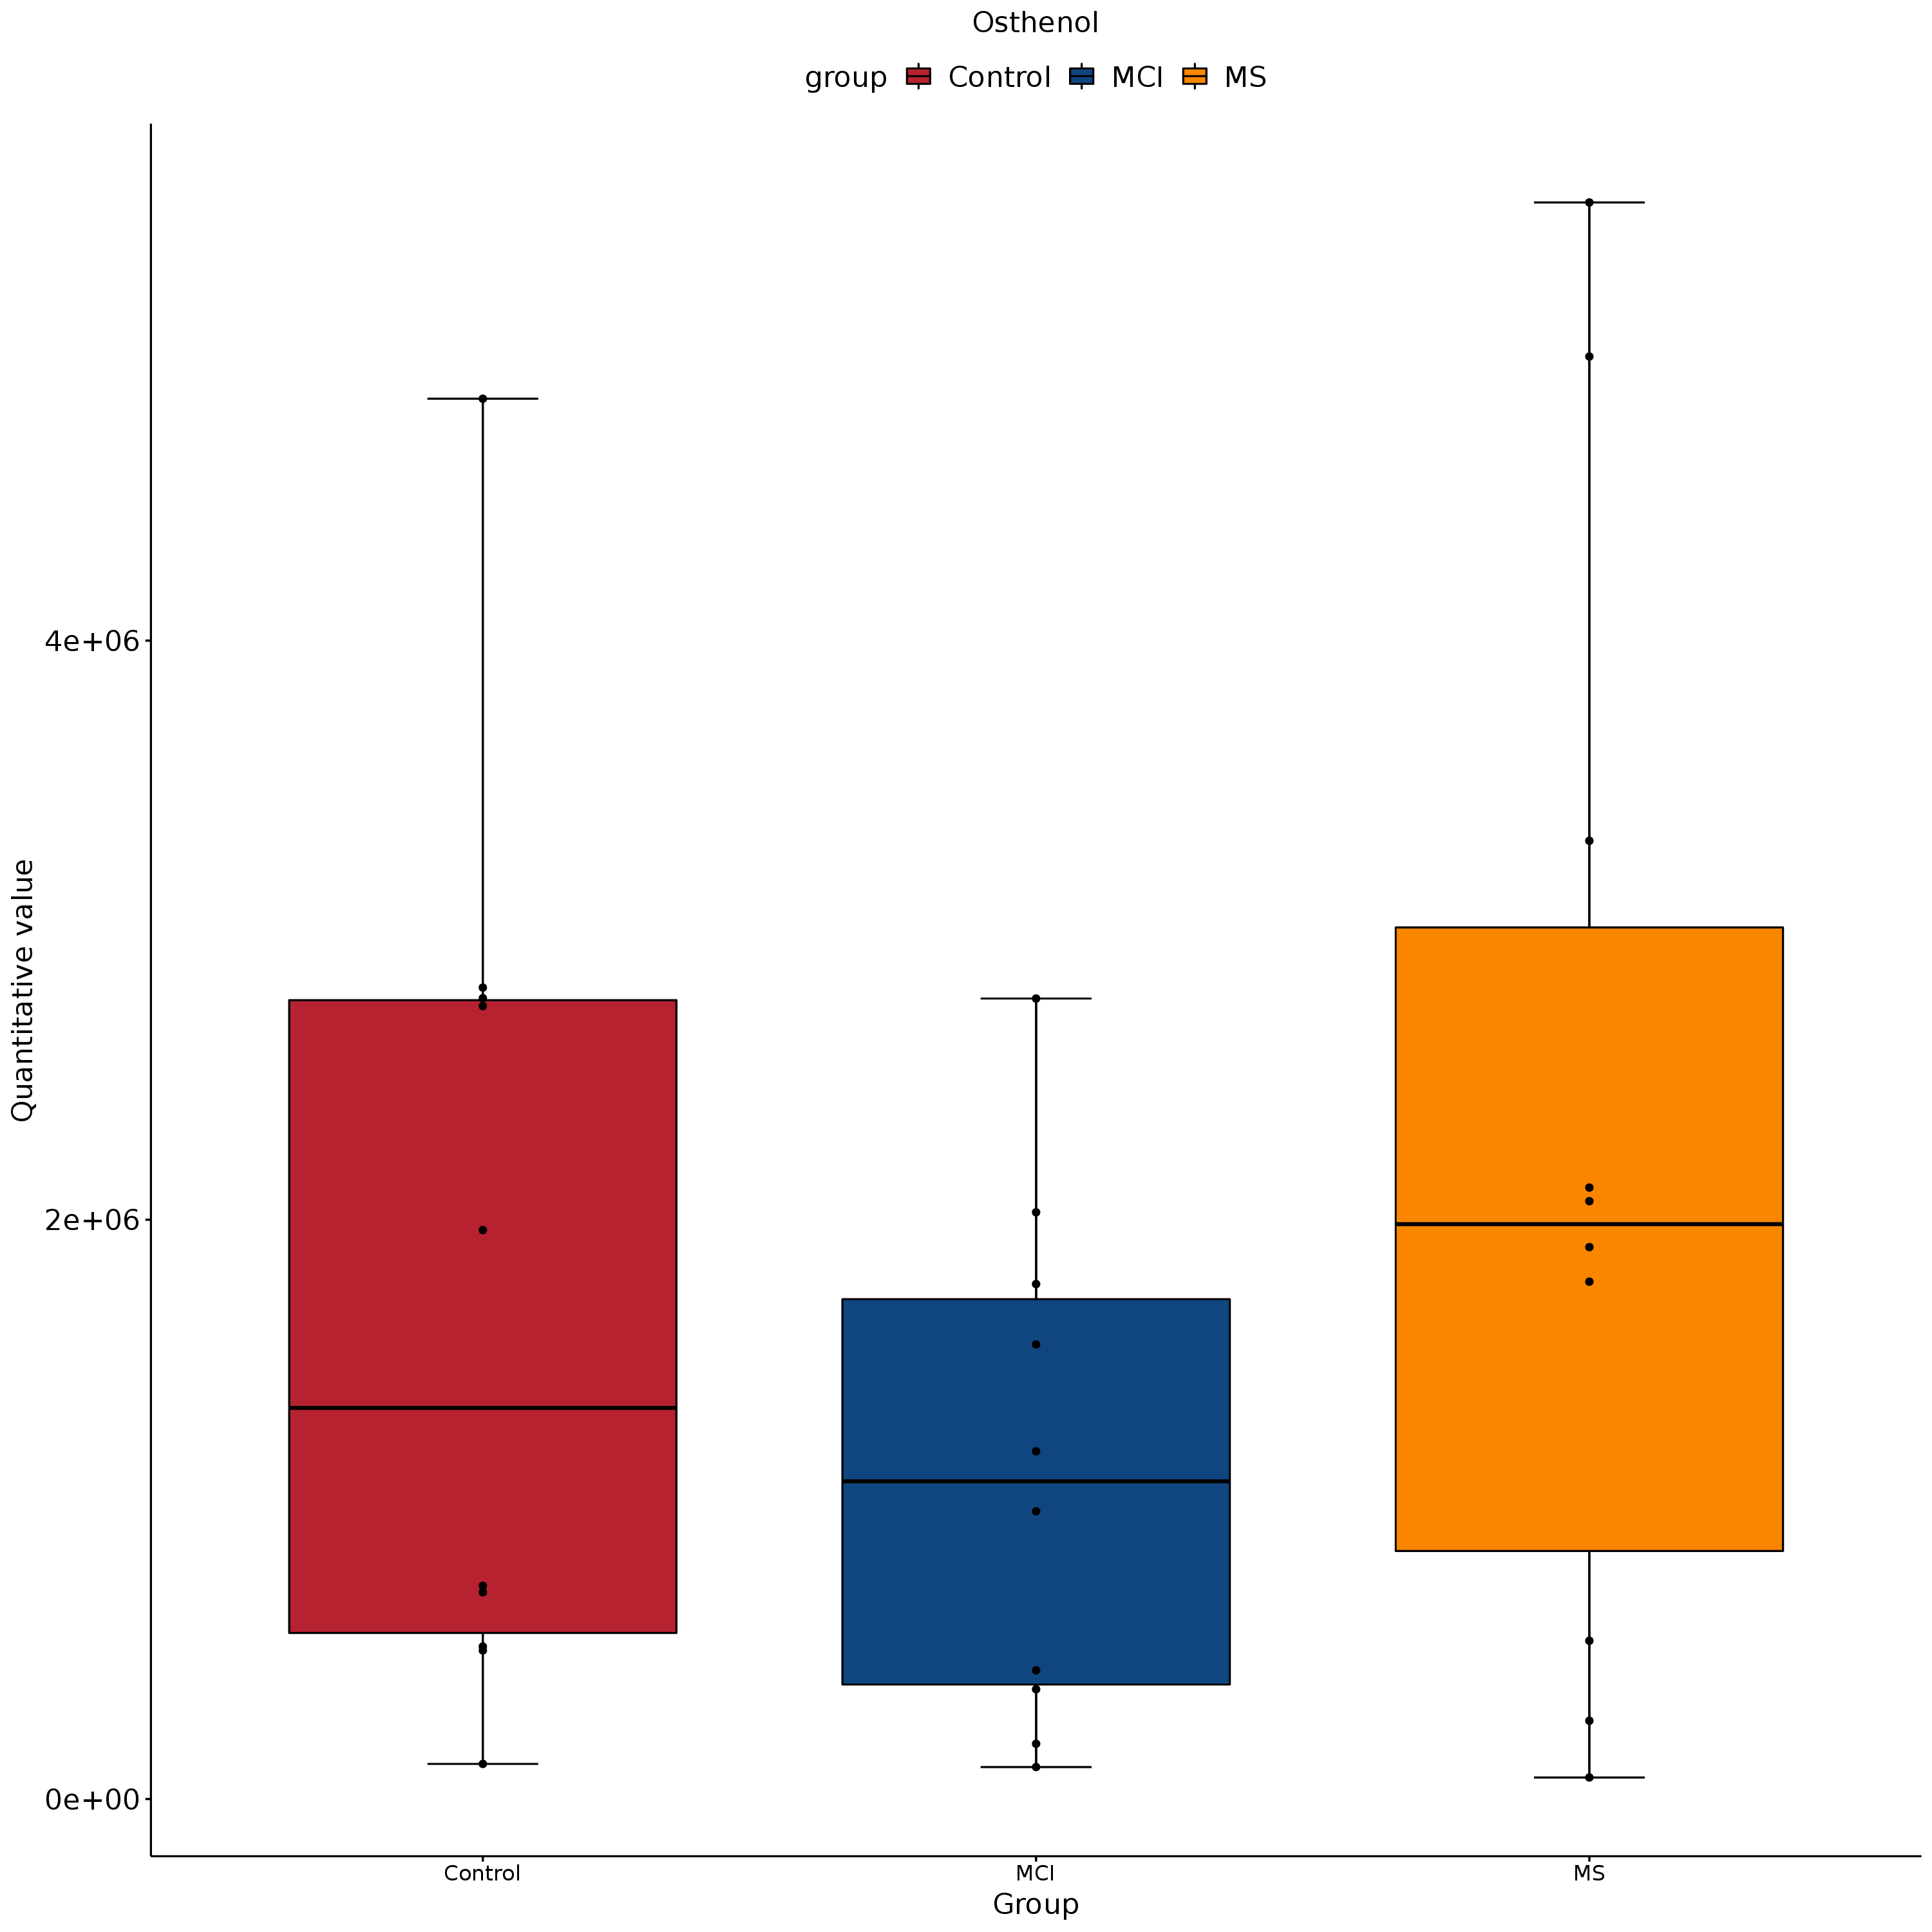 Osthenol
group Control MCI MS
Quantitative value
4e+06
2e+06
0e+00
Control MCI MS
Group